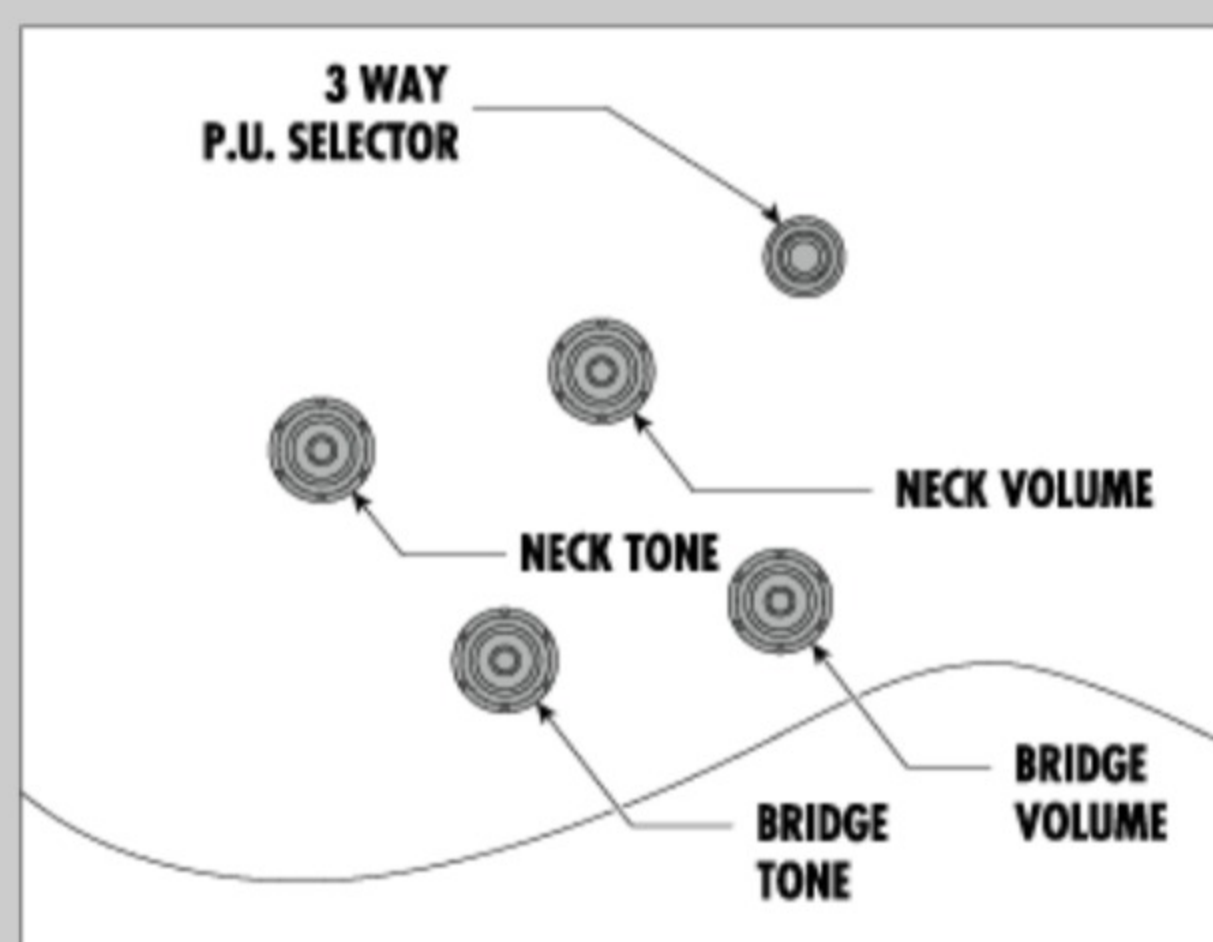 3 WAY
P.U. SELECTOR
NECK VOLUME
NECK TONE
BRIDGE
VOLUME
BRIDGE
TONE